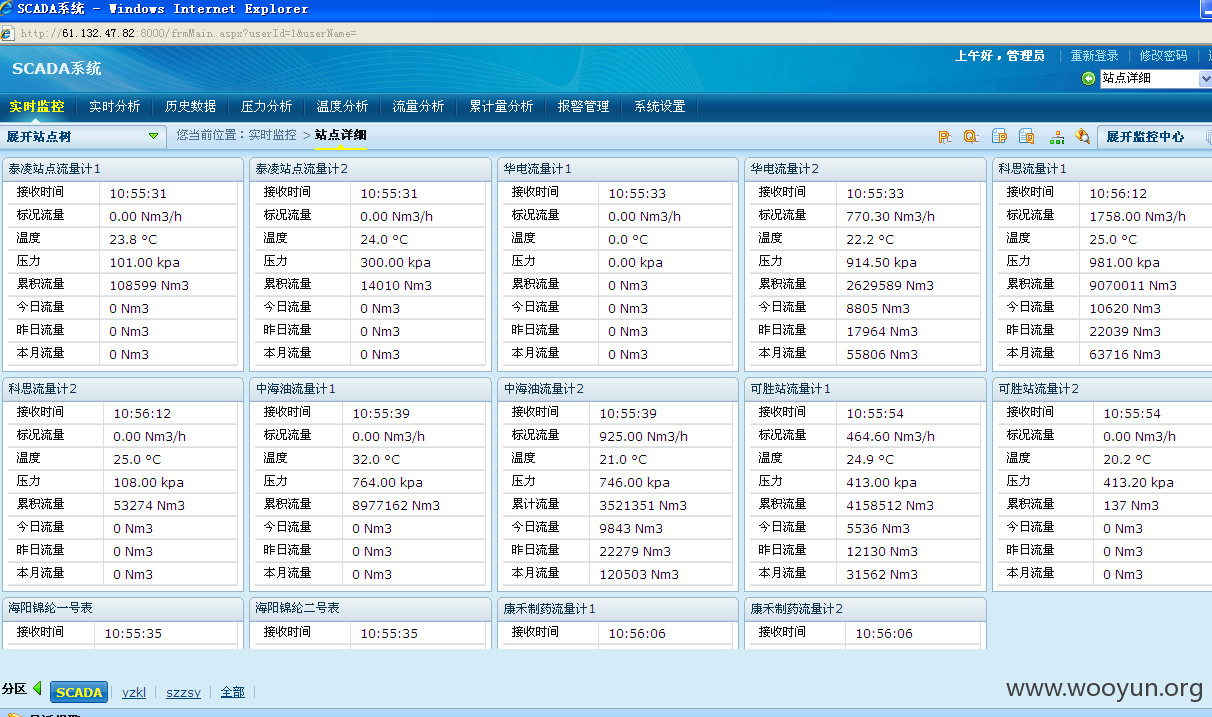 SCADA系统 - Windows Internet Explorer
http://61.132.47.82:8000/frmMain.aspx?userId=1&userName=
上午好，管理员 | 重新登录 | 修改密码 |
SCADA系统
站点详细
实时监控 实时分析 历史数据 压力分析 温度分析 流量分析 累计量分析 报警管理 系统设置
展开站点树 您当前位置：实时监控 > 站点详细 展开监控中心
泰凌站点流量计1 泰凌站点流量计2 华电流量计1 华电流量计2 科思流量计1
接收时间 10:55:31 接收时间 10:55:31 接收时间 10:55:33 接收时间 10:55:33 接收时间 10:56:12
标况流量 0.00 Nm3/h 标况流量 0.00 Nm3/h 标况流量 0.00 Nm3/h 标况流量 770.30 Nm3/h 标况流量 1758.00 Nm3/h
温度 23.8 °C 温度 24.0 °C 温度 0.0 °C 温度 22.2 °C 温度 25.0 °C
压力 101.00 kpa 压力 300.00 kpa 压力 0.00 kpa 压力 914.50 kpa 压力 981.00 kpa
累积流量 108599 Nm3 累积流量 14010 Nm3 累积流量 0 Nm3 累积流量 2629589 Nm3 累积流量 9070011 Nm3
今日流量 0 Nm3 今日流量 0 Nm3 今日流量 0 Nm3 今日流量 8805 Nm3 今日流量 10620 Nm3
昨日流量 0 Nm3 昨日流量 0 Nm3 昨日流量 0 Nm3 昨日流量 17964 Nm3 昨日流量 22039 Nm3
本月流量 0 Nm3 本月流量 0 Nm3 本月流量 0 Nm3 本月流量 55806 Nm3 本月流量 63716 Nm3
科思流量计2 中海油流量计1 中海油流量计2 可胜站流量计1 可胜站流量计2
接收时间 10:56:12 接收时间 10:55:39 接收时间 10:55:39 接收时间 10:55:54 接收时间 10:55:54
标况流量 0.00 Nm3/h 标况流量 0.00 Nm3/h 标况流量 925.00 Nm3/h 标况流量 464.60 Nm3/h 标况流量 0.00 Nm3/h
温度 25.0 °C 温度 32.0 °C 温度 21.0 °C 温度 24.9 °C 温度 20.2 °C
压力 108.00 kpa 压力 764.00 kpa 压力 746.00 kpa 压力 413.00 kpa 压力 413.20 kpa
累积流量 53274 Nm3 累积流量 8977162 Nm3 累计流量 3521351 Nm3 累积流量 4158512 Nm3 累积流量 137 Nm3
今日流量 0 Nm3 今日流量 0 Nm3 今日流量 9843 Nm3 今日流量 5536 Nm3 今日流量 0 Nm3
昨日流量 0 Nm3 昨日流量 0 Nm3 昨日流量 22279 Nm3 昨日流量 12130 Nm3 昨日流量 0 Nm3
本月流量 0 Nm3 本月流量 0 Nm3 本月流量 120503 Nm3 本月流量 31562 Nm3 本月流量 0 Nm3
海阳锦纶一号表 海阳锦纶二号表 康禾制药流量计1 康禾制药流量计2
接收时间 10:55:35 接收时间 10:55:35 接收时间 10:56:06 接收时间 10:56:06
分区 SCADA | yzkl | szzsy | 全部 |
www.wooyun.org